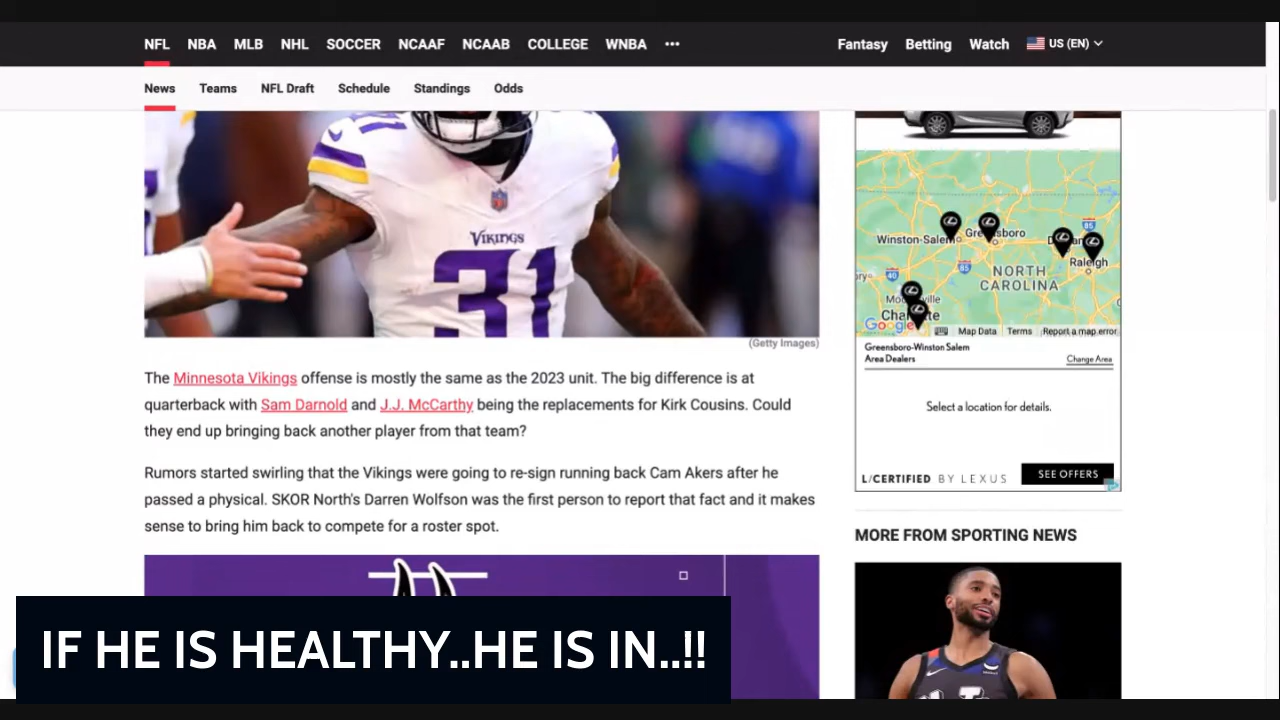 NFL NBA MLB NHL SOCCER NCAAF NCAAB COLLEGE WNBA ••• Fantasy Betting Watch US (EN)
News Teams NFL Draft Schedule Standings Odds
31
VIKINGS
31
(Getty Images)
The Minnesota Vikings offense is mostly the same as the 2023 unit. The big difference is at
quarterback with Sam Darnold and J.J. McCarthy being the replacements for Kirk Cousins. Could
they end up bringing back another player from that team?
Rumors started swirling that the Vikings were going to re-sign running back Cam Akers after he
passed a physical. SKOR North's Darren Wolfson was the first person to report that fact and it makes
sense to bring him back to compete for a roster spot.
85
Winston-Salem
Raleigh
40
85
NORTH
CAROLINA
Google
Map Data Terms Report a map error
Greensboro-Winston Salem
Area Dealers
Change Area
Select a location for details.
L/CERTIFIED BY LEXUS
SEE OFFERS
MORE FROM SPORTING NEWS
IF HE IS HEALTHY..HE IS IN..!!